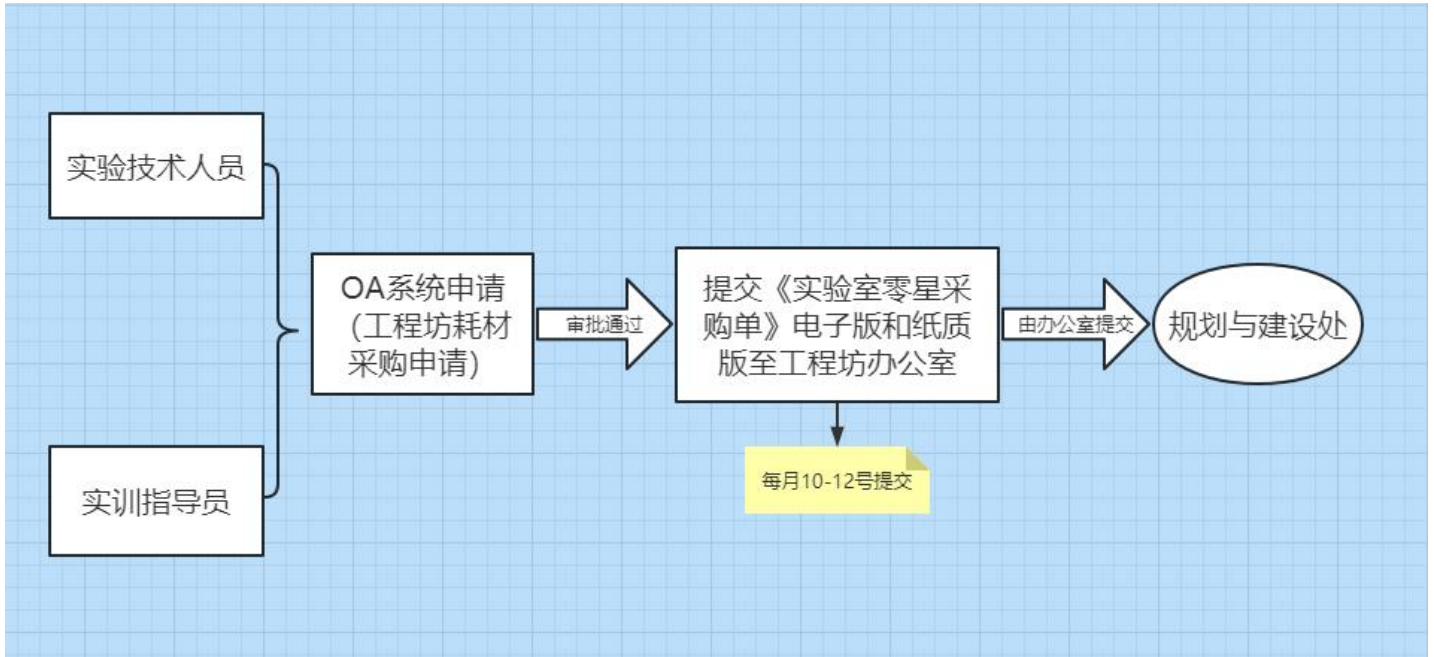 实验技术人员
OA系统申请
（工程坊耗材
采购申请）
审批通过
提交《实验室零星采
购单》电子版和纸质
版至工程坊办公室
由办公室提交
规划与建设处
每月10-12号提交
实训指导员